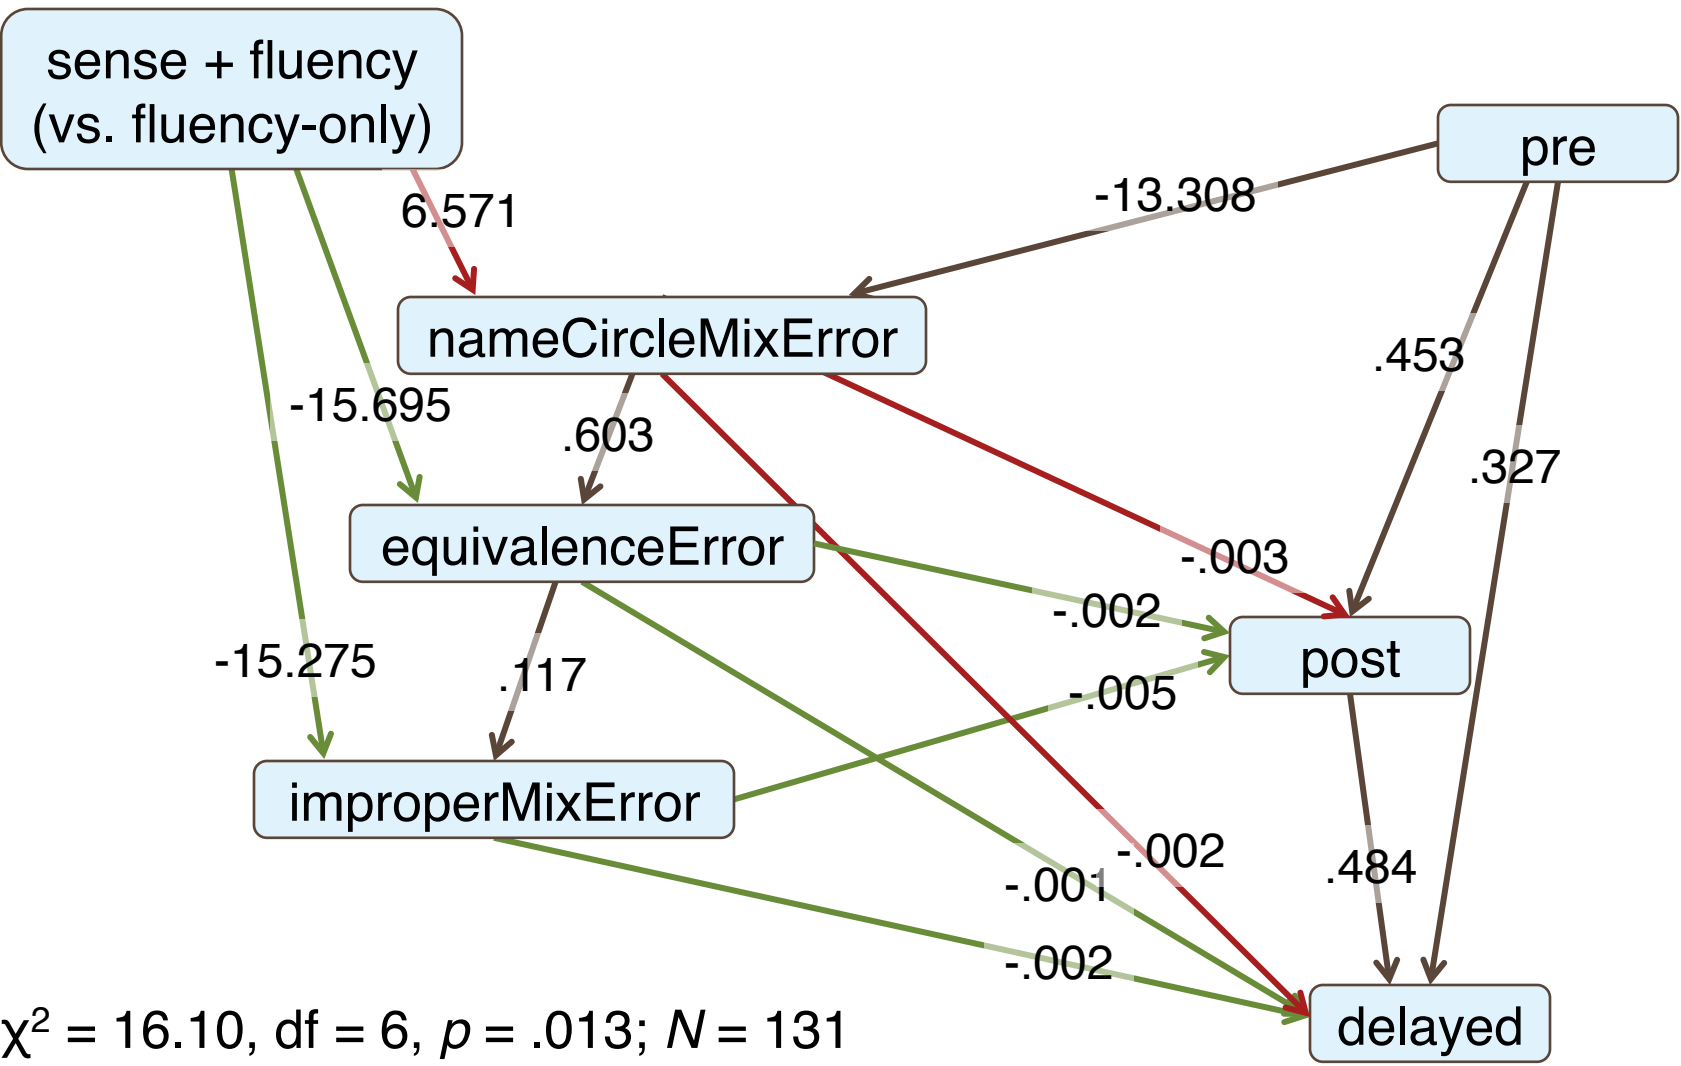 sense + fluency
(vs. fluency-only)
pre
6.571
-13.308
nameCircleMixError
.453
-15.695
.603
.327
equivalenceError
-.003
-.002
post
-15.275
.117
-.005
improperMixError
-.002
.484
-.001
-.002
delayed
χ² = 16.10, df = 6, p = .013; N = 131